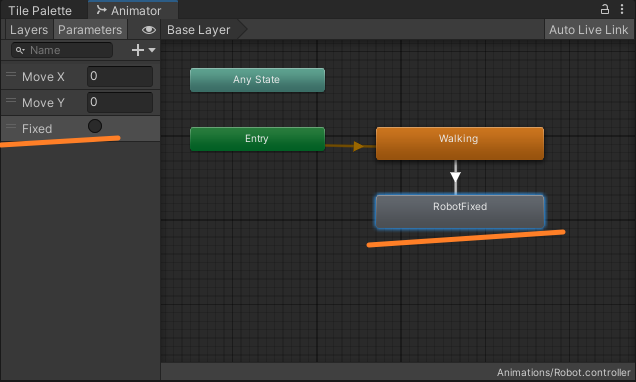 Tile Palette
Animator
Layers
Parameters
Base Layer
Auto Live Link
Name
Move X
0
Move Y
0
Fixed
Any State
Entry
Walking
RobotFixed
Animations/Robot.controller